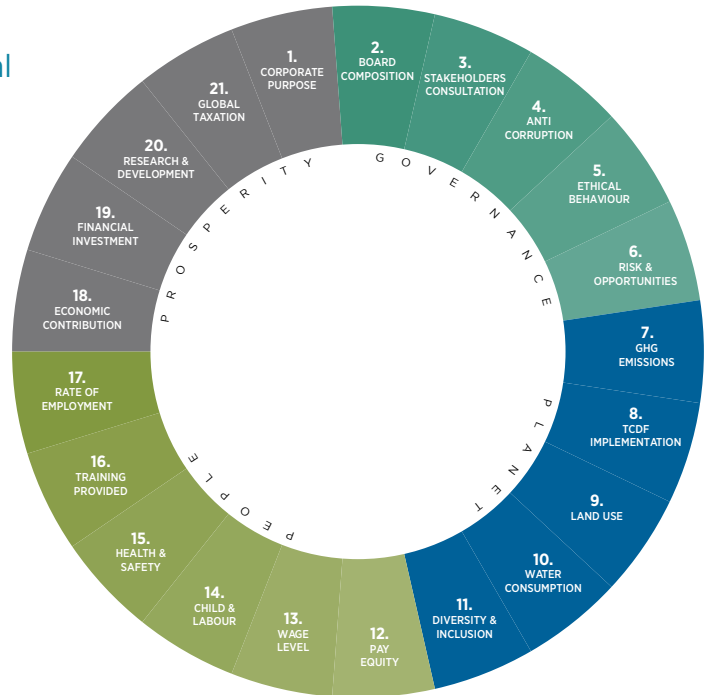 al
1.
CORPORATE
PURPOSE
2.
BOARD
COMPOSITION
3.
STAKEHOLDERS
CONSULTATION
4.
ANTI
CORRUPTION
5.
ETHICAL
BEHAVIOUR
6.
RISK &
OPPORTUNITIES
7.
GHG
EMISSIONS
8.
TCDF
IMPLEMENTATION
9.
LAND USE
10.
WATER
CONSUMPTION
11.
DIVERSITY &
INCLUSION
12.
PAY
EQUITY
13.
WAGE
LEVEL
14.
CHILD &
LABOUR
15.
HEALTH &
SAFETY
16.
TRAINING
PROVIDED
17.
RATE OF
EMPLOYMENT
18.
ECONOMIC
CONTRIBUTION
19.
FINANCIAL
INVESTMENT
20.
RESEARCH &
DEVELOPMENT
21.
GLOBAL
TAXATION
PROSPERITY
GOVERNANCE
PLANET
PEOPLE